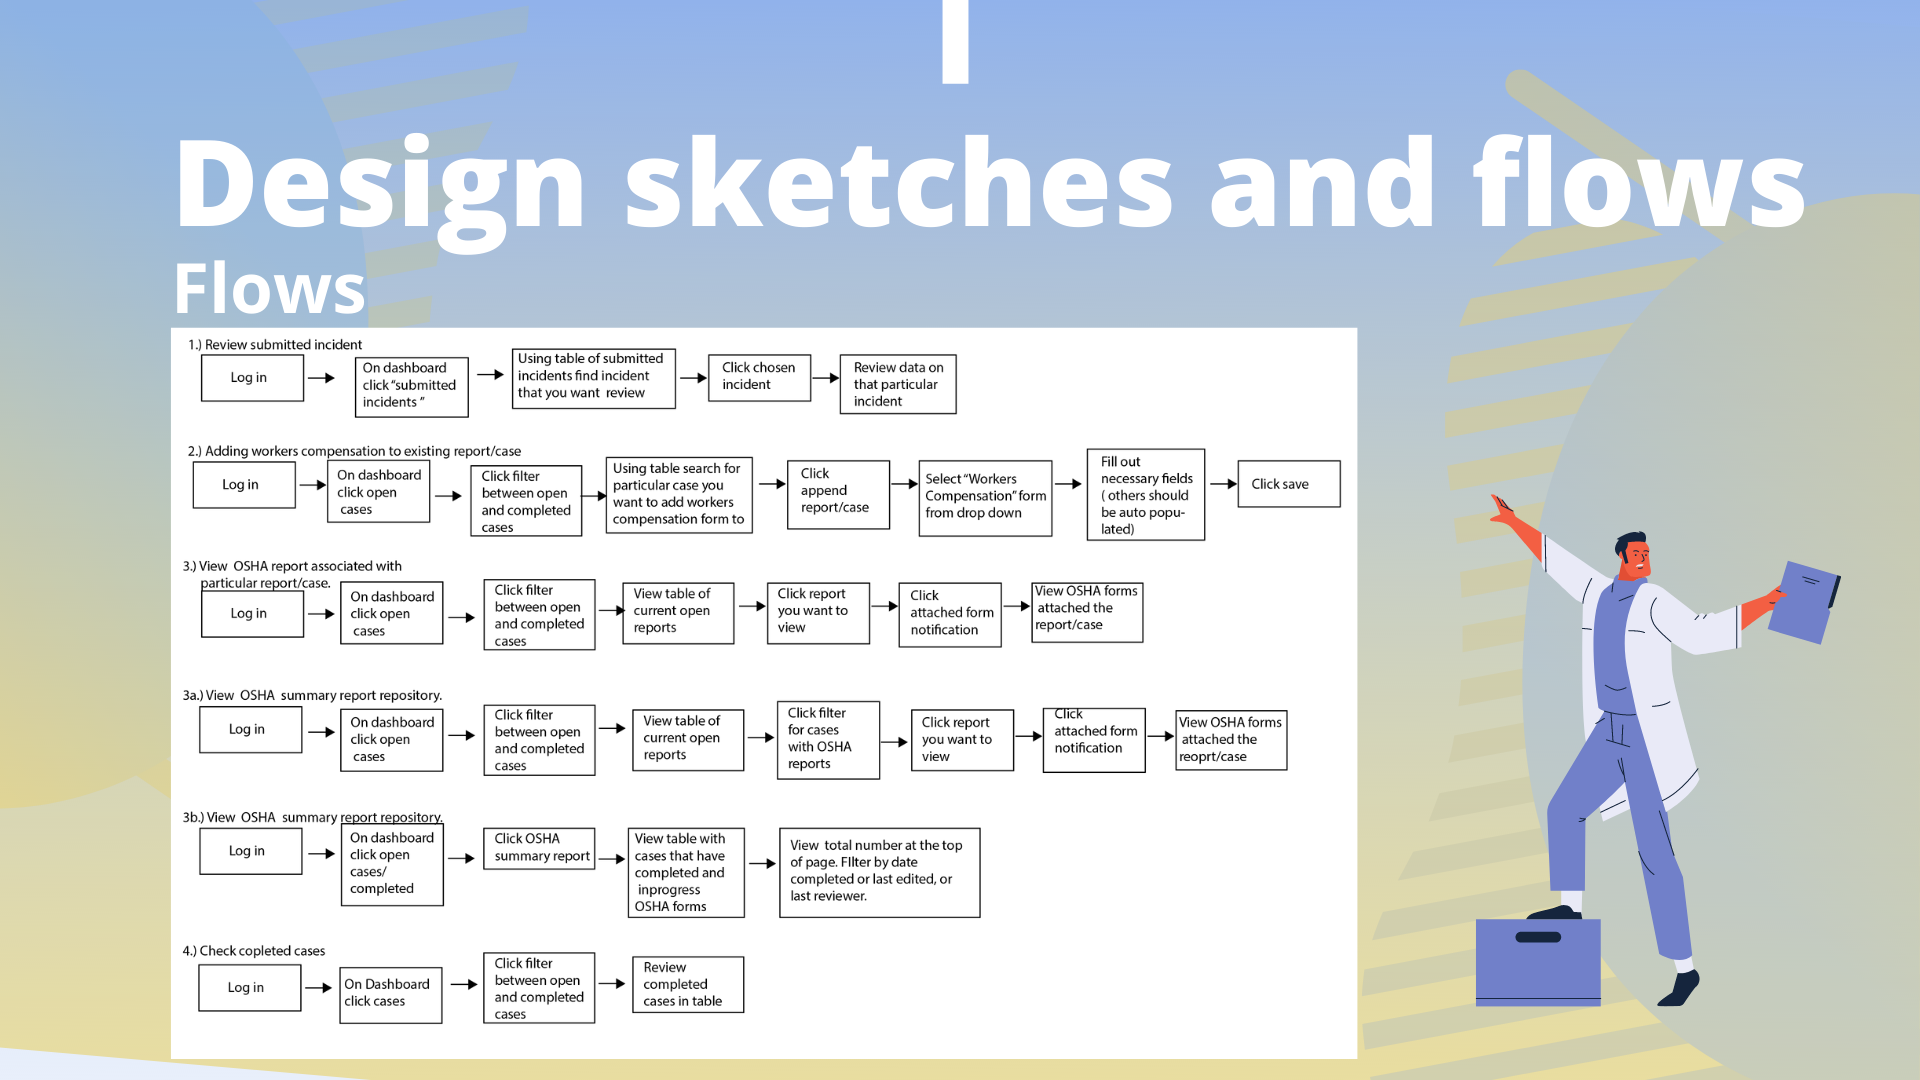 Design sketches and flows
Flows
1.) Review submitted incident
Log in
On dashboard
click “submitted
incidents ”
Using table of submitted
incidents find incident
that you want  review
Click chosen
incident
Review data on
that particular
incident
2.) Adding workers compensation to existing report/case
Log in
On dashboard
click open
cases
Click filter
between open
and completed
cases
Using table search for
particular case you
want to add workers
compensation form to
Click
append
report/case
Select “Workers
Compensation” form
from drop down
Fill out
necessary fields
( others should
be auto popu-
lated)
Click save
3.) View  OSHA report associated with
particular report/case.
Log in
On dashboard
click open
cases
Click filter
between open
and completed
cases
View table of
current open
reports
Click report
you want to
view
Click
attached form
notification
View OSHA forms
attached the
report/case
3a.) View  OSHA  summary report repository.
Log in
On dashboard
click open
cases
Click filter
between open
and completed
cases
View table of
current open
reports
Click filter
for cases
with OSHA
reports
Click report
you want to
view
Click
attached form
notification
View OSHA forms
attached the
reoprt/case
3b.) View  OSHA  summary report repository.
Log in
On dashboard
click open
cases/
completed
Click OSHA
summary report
View table with
cases that have
completed and
inprogress
OSHA forms
View  total number at the top
of page. FIlter by date
completed or last edited, or
last reviewer.
4.) Check copleted cases
Log in
On Dashboard
click cases
Click filter
between open
and completed
cases
Review
completed
cases in table